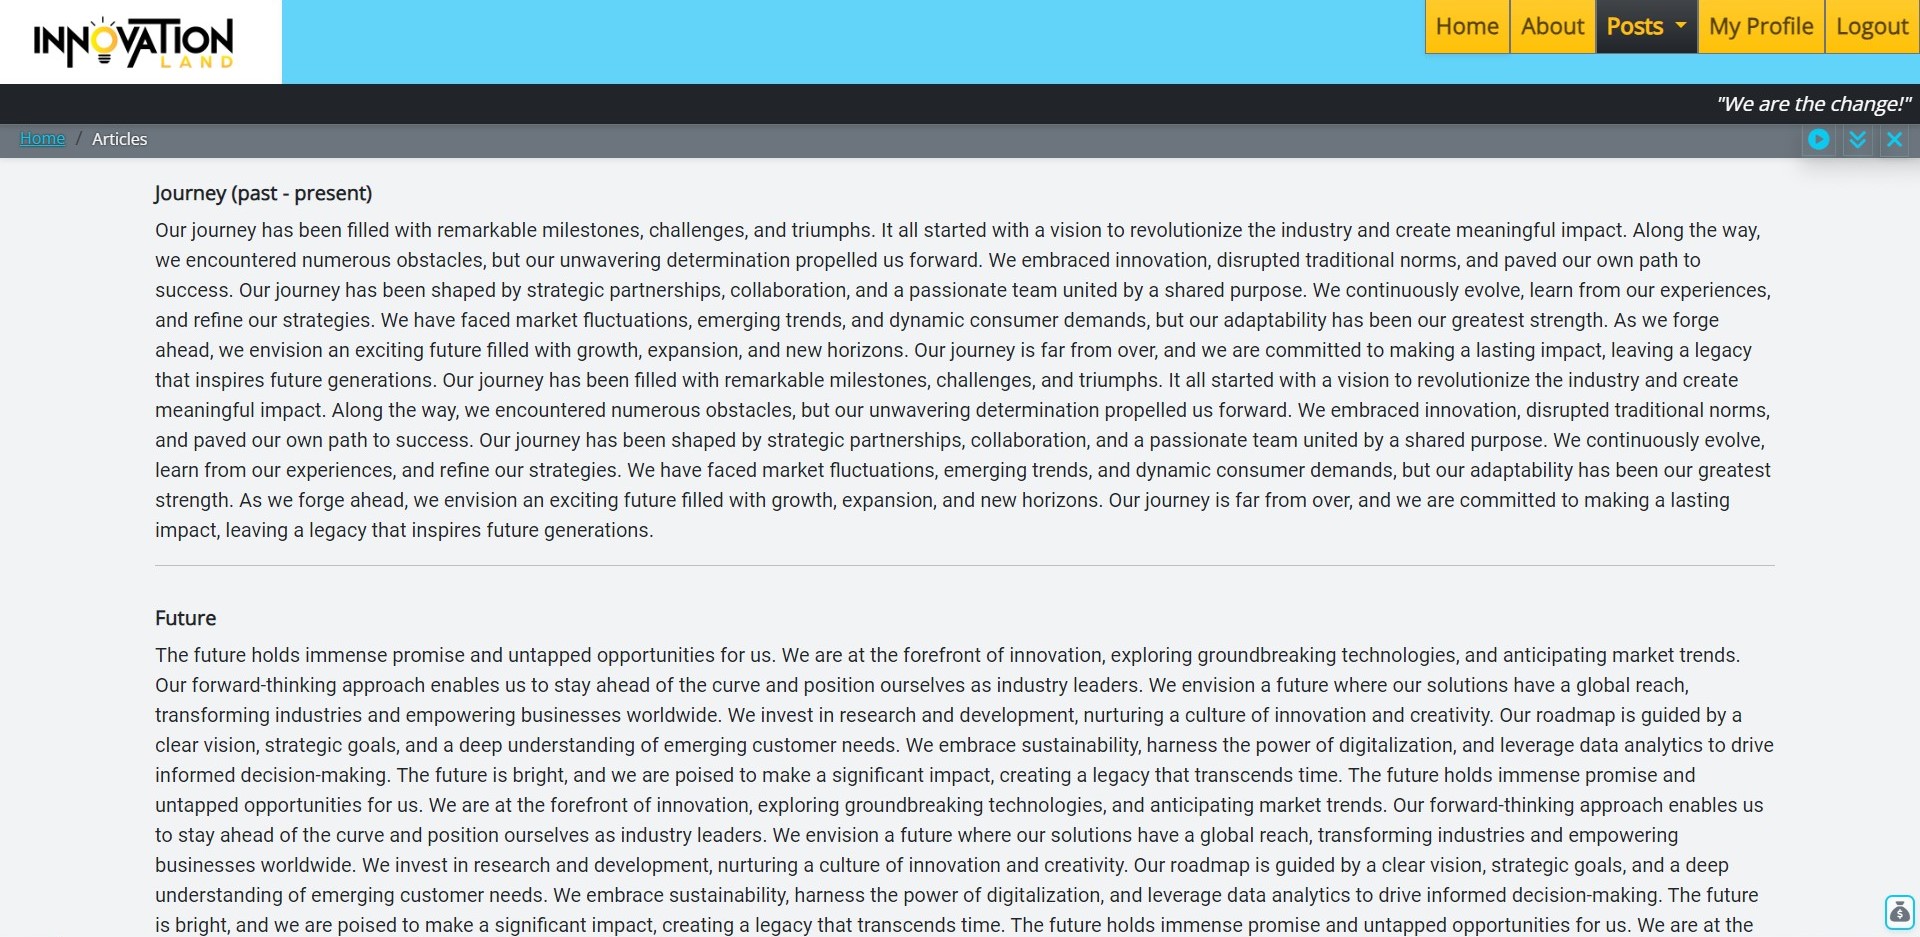 INNOVATION
LAND
Home
About
Posts
My Profile
Logout
"We are the change!"
Home / Articles
Journey (past - present)
Our journey has been filled with remarkable milestones, challenges, and triumphs. It all started with a vision to revolutionize the industry and create meaningful impact. Along the way,
we encountered numerous obstacles, but our unwavering determination propelled us forward. We embraced innovation, disrupted traditional norms, and paved our own path to
success. Our journey has been shaped by strategic partnerships, collaboration, and a passionate team united by a shared purpose. We continuously evolve, learn from our experiences,
and refine our strategies. We have faced market fluctuations, emerging trends, and dynamic consumer demands, but our adaptability has been our greatest strength. As we forge
ahead, we envision an exciting future filled with growth, expansion, and new horizons. Our journey is far from over, and we are committed to making a lasting impact, leaving a legacy
that inspires future generations. Our journey has been filled with remarkable milestones, challenges, and triumphs. It all started with a vision to revolutionize the industry and create
meaningful impact. Along the way, we encountered numerous obstacles, but our unwavering determination propelled us forward. We embraced innovation, disrupted traditional norms,
and paved our own path to success. Our journey has been shaped by strategic partnerships, collaboration, and a passionate team united by a shared purpose. We continuously evolve,
learn from our experiences, and refine our strategies. We have faced market fluctuations, emerging trends, and dynamic consumer demands, but our adaptability has been our greatest
strength. As we forge ahead, we envision an exciting future filled with growth, expansion, and new horizons. Our journey is far from over, and we are committed to making a lasting
impact, leaving a legacy that inspires future generations.
Future
The future holds immense promise and untapped opportunities for us. We are at the forefront of innovation, exploring groundbreaking technologies, and anticipating market trends.
Our forward-thinking approach enables us to stay ahead of the curve and position ourselves as industry leaders. We envision a future where our solutions have a global reach,
transforming industries and empowering businesses worldwide. We invest in research and development, nurturing a culture of innovation and creativity. Our roadmap is guided by a
clear vision, strategic goals, and a deep understanding of emerging customer needs. We embrace sustainability, harness the power of digitalization, and leverage data analytics to drive
informed decision-making. The future is bright, and we are poised to make a significant impact, creating a legacy that transcends time. The future holds immense promise and
untapped opportunities for us. We are at the forefront of innovation, exploring groundbreaking technologies, and anticipating market trends. Our forward-thinking approach enables us
to stay ahead of the curve and position ourselves as industry leaders. We envision a future where our solutions have a global reach, transforming industries and empowering
businesses worldwide. We invest in research and development, nurturing a culture of innovation and creativity. Our roadmap is guided by a clear vision, strategic goals, and a deep
understanding of emerging customer needs. We embrace sustainability, harness the power of digitalization, and leverage data analytics to drive informed decision-making. The future
is bright, and we are poised to make a significant impact, creating a legacy that transcends time. The future holds immense promise and untapped opportunities for us. We are at the